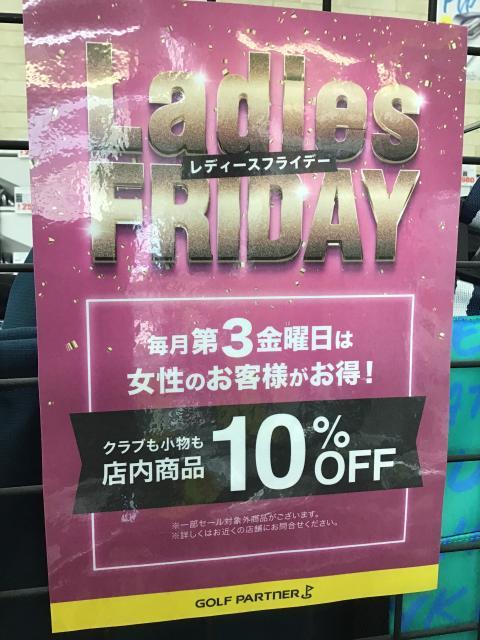 Ladies
レディースフライデー
FRIDAY
毎月第3金曜日は
女性のお客様がお得!
クラブも小物も
店内商品
10%OFF
※一部セール対象外商品がございます。
※詳しくはお近くの店舗にお問合せください。
GOLF PARTNER